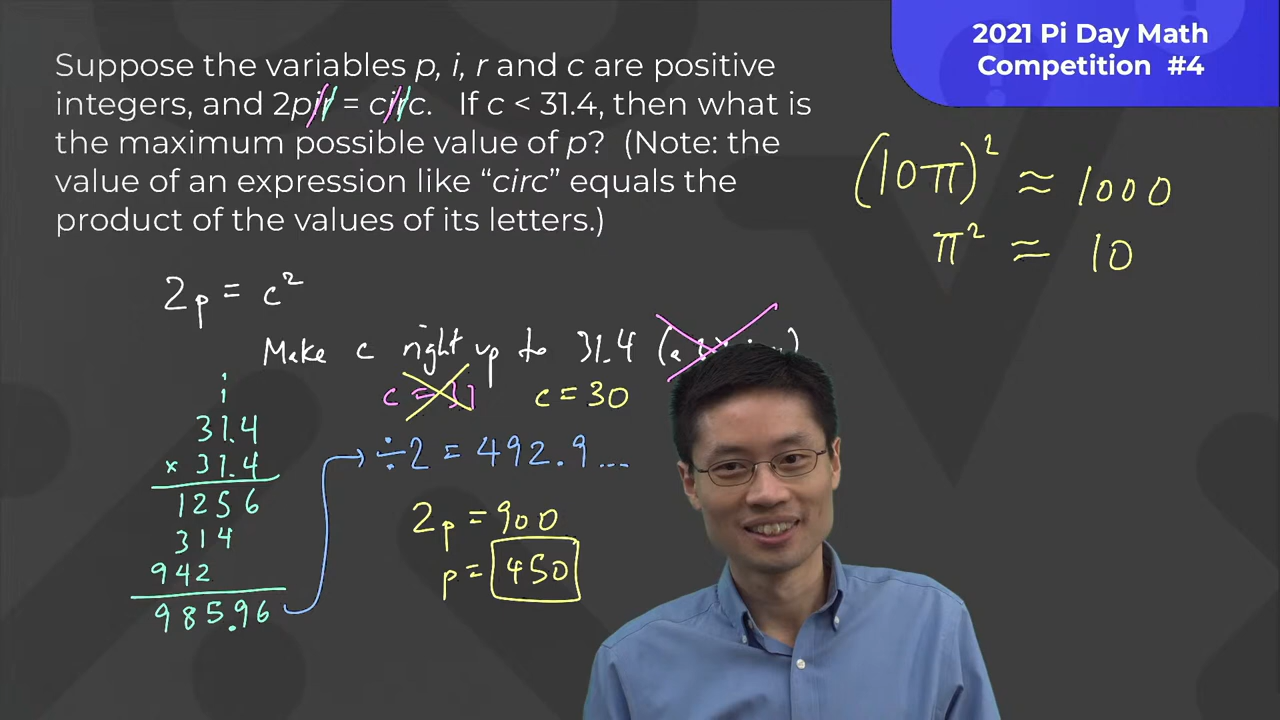 2021 Pi Day Math
Competition #4
Suppose the variables p, i, r and c are positive
integers, and 2pir = circ. If c < 31.4, then what is
the maximum possible value of p? (Note: the
value of an expression like “circ” equals the
product of the values of its letters.)
(10π)² ≈ 1000
π² ≈ 10
2p = c²
Make c right up to 31.4 (a
c = 31 c = 30
1
1
31.4
× 31.4
1256
314
942
985.96
÷2 = 492.9...
2p = 900
p = 450